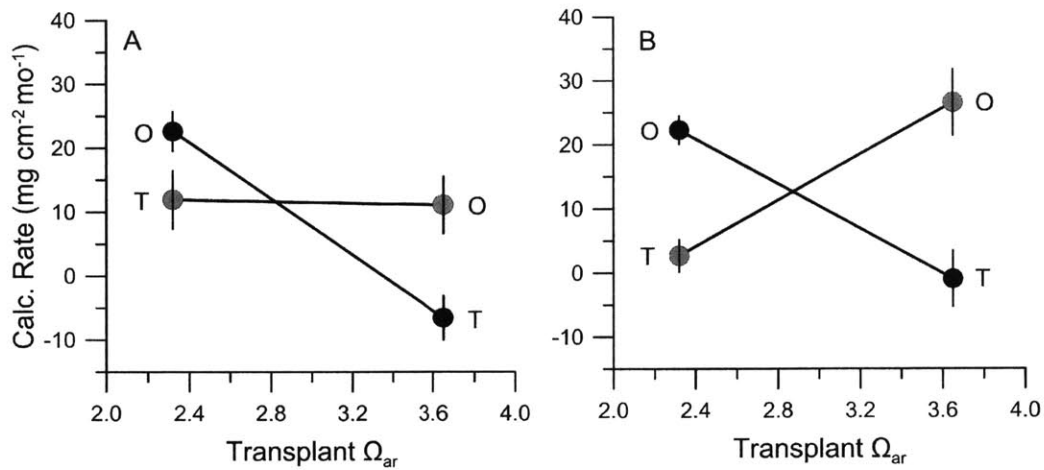 A
B
Calc. Rate (mg cm⁻² mo⁻¹)
40
30
20
10
0
-10
O
T
O
T
2.0 2.4 2.8 3.2 3.6 4.0
Transplant Ωar
40
30
20
10
0
-10
O
T
O
T
2.0 2.4 2.8 3.2 3.6 4.0
Transplant Ωar